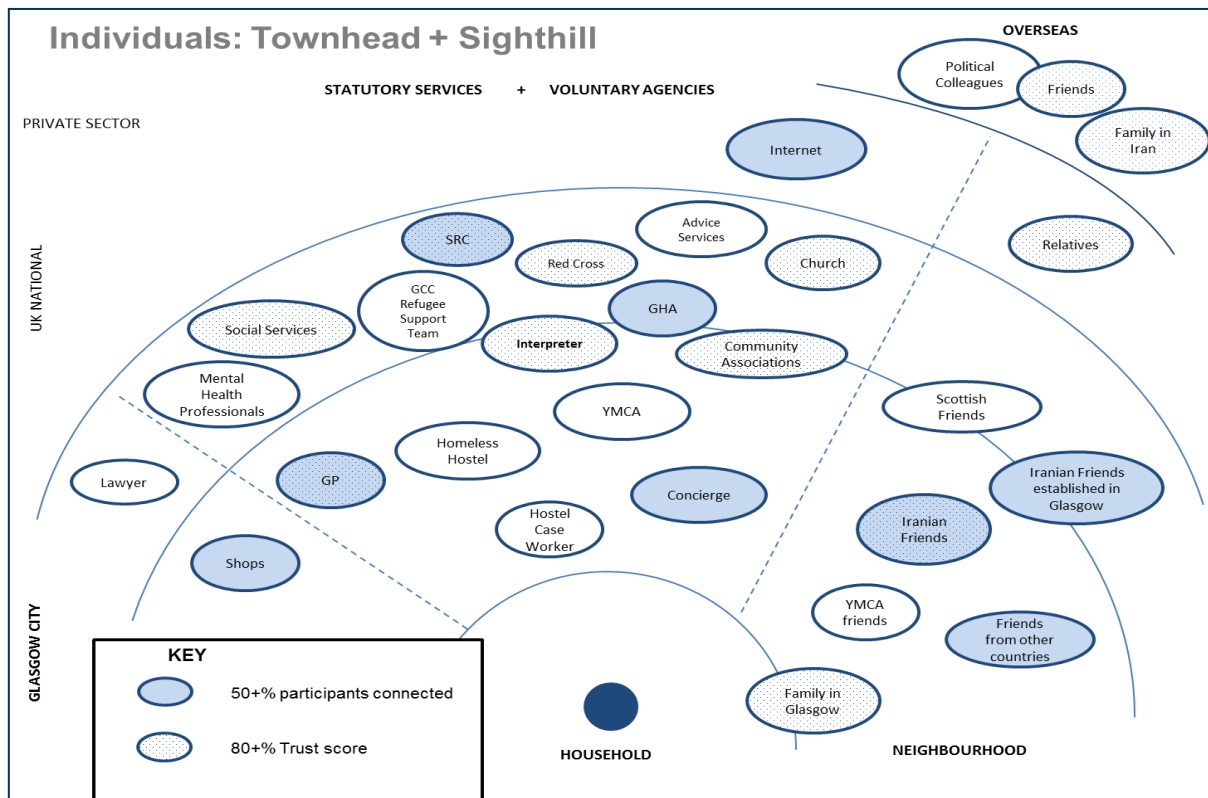 Individuals: Townhead + Sighthill
OVERSEAS
STATUTORY SERVICES + VOLUNTARY AGENCIES
PRIVATE SECTOR
Political
Colleagues
Friends
Family in
Iran
Internet
UK NATIONAL
SRC
Advice
Services
Red Cross
Church
Relatives
GCC
Refugee
Support
Team
GHA
Social Services
Interpreter
Community
Associations
Mental
Health
Professionals
YMCA
Scottish
Friends
Homeless
Hostel
Lawyer
GP
Concierge
Iranian Friends
established in
Glasgow
Hostel
Case
Worker
Iranian
Friends
Shops
YMCA
friends
Friends
from other
countries
GLASGOW CITY
KEY
50+% participants connected
80+% Trust score
Family in
Glasgow
HOUSEHOLD
NEIGHBOURHOOD